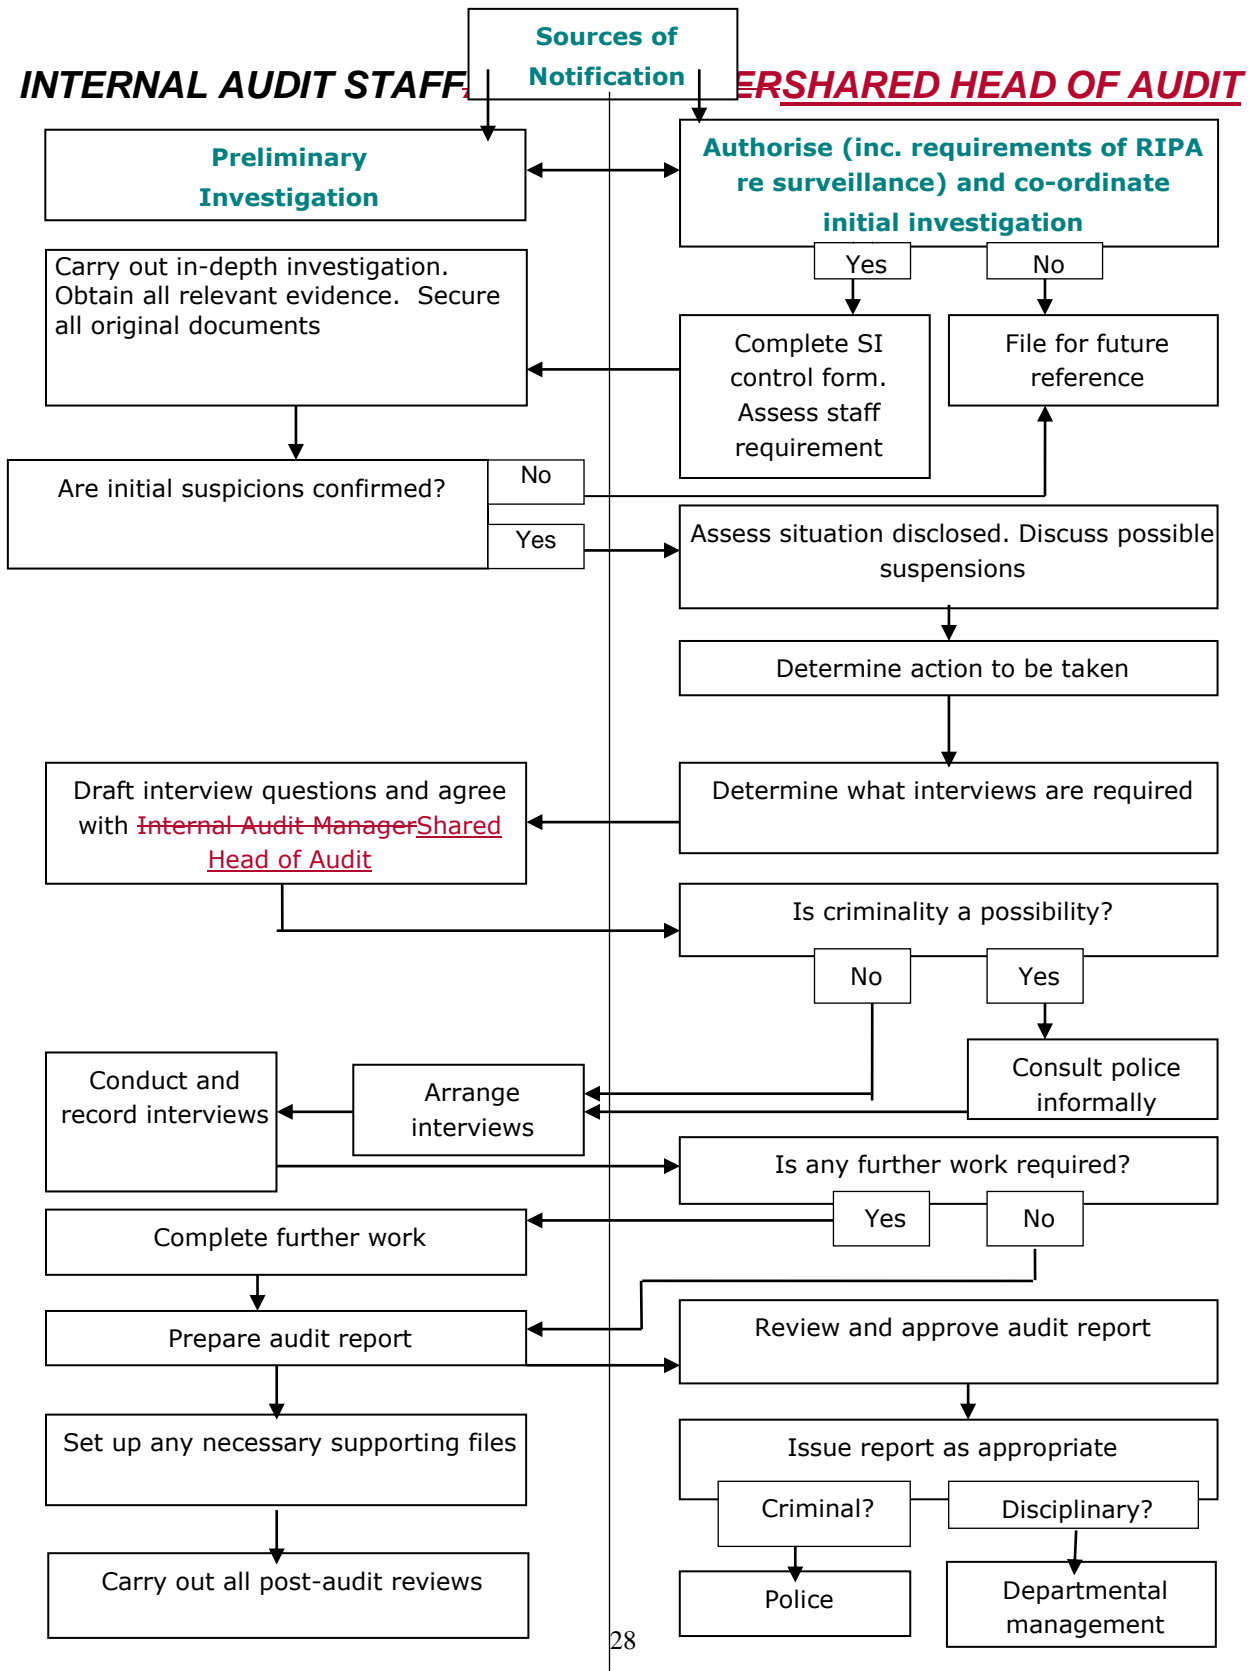 Sources of
Notification
INTERNAL AUDIT STAFF ERSHARED HEAD OF AUDIT
Preliminary
Investigation
Authorise (inc. requirements of RIPA
re surveillance) and co-ordinate
initial investigation
Yes
No
Carry out in-depth investigation.
Obtain all relevant evidence. Secure
all original documents
Complete SI
control form.
Assess staff
requirement
File for future
reference
Are initial suspicions confirmed?
No
Yes
Assess situation disclosed. Discuss possible
suspensions
Determine action to be taken
Draft interview questions and agree
with Internal Audit ManagerShared
Head of Audit
Determine what interviews are required
Is criminality a possibility?
No
Yes
Conduct and
record interviews
Arrange
interviews
Consult police
informally
Is any further work required?
Yes
No
Complete further work
Prepare audit report
Review and approve audit report
Set up any necessary supporting files
Issue report as appropriate
Criminal?
Disciplinary?
Carry out all post-audit reviews
Police
Departmental
management
28